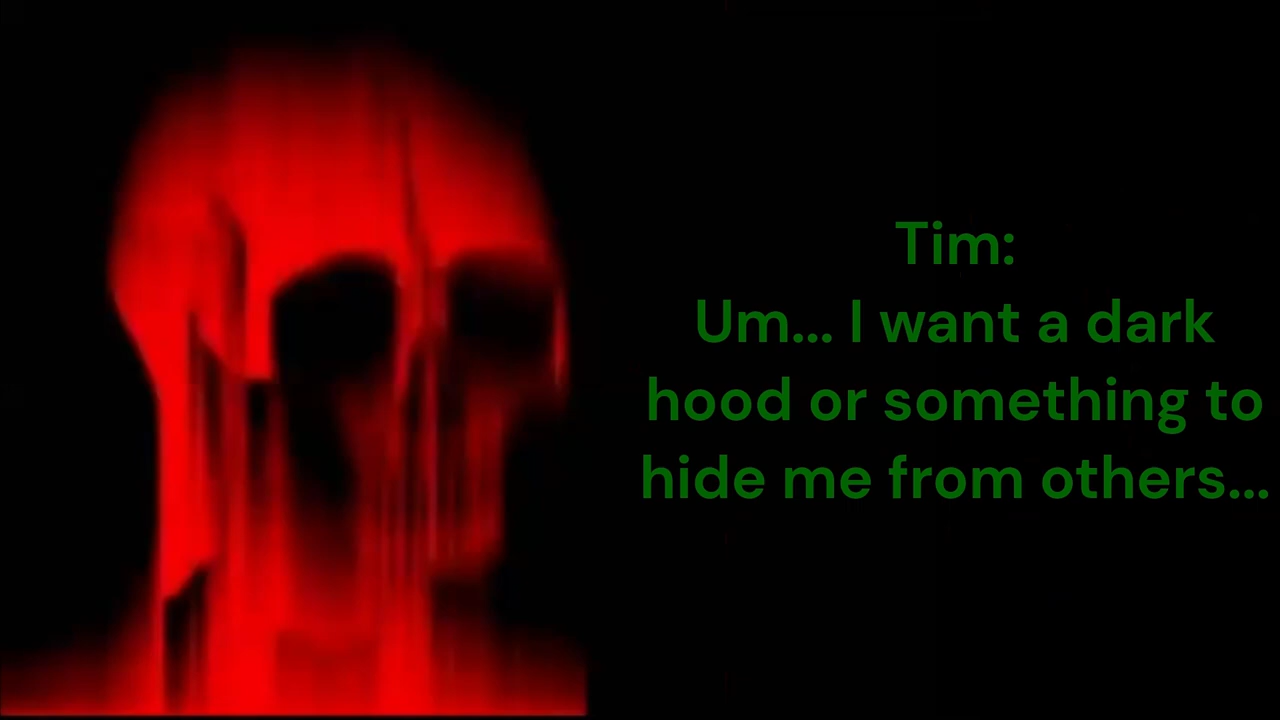 Tim:
Um... I want a dark
hood or something to
hide me from others...